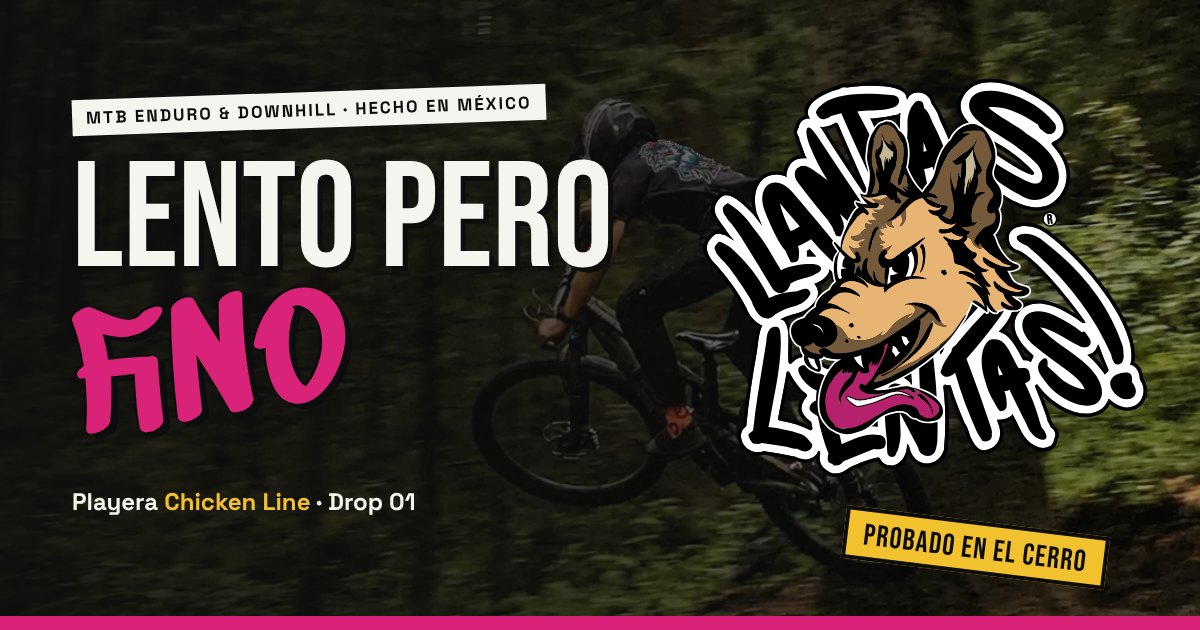 MTB ENDURO & DOWNHILL · HECHO EN MÉXICO
LENTO PERO
FINO
Playera Chicken Line · Drop 01
LLANTAS
LENTAS!
®
PROBADO EN EL CERRO